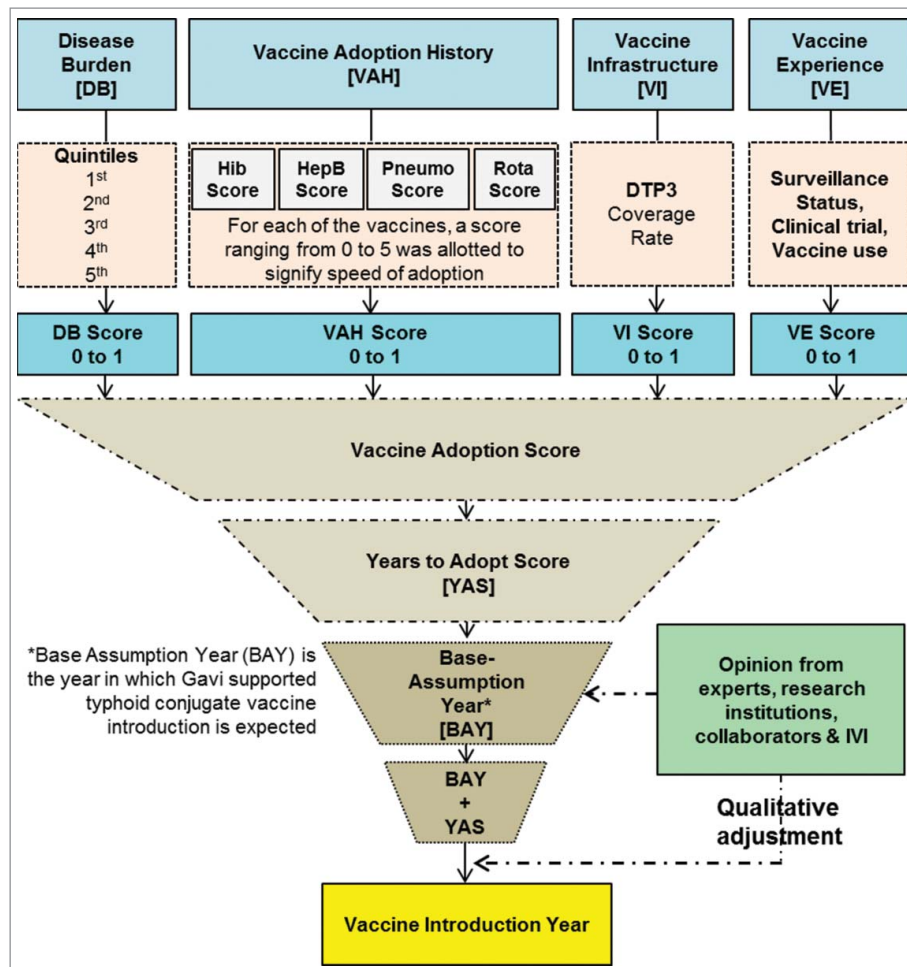 Disease
Burden
[DB]
Vaccine Adoption History
[VAH]
Vaccine
Infrastructure
[VI]
Vaccine
Experience
[VE]
Quintiles
1st
2nd
3rd
4th
5th
Hib
Score
HepB
Score
Pneumo
Score
Rota
Score
For each of the vaccines, a score
ranging from 0 to 5 was allotted to
signify speed of adoption
DTP3
Coverage
Rate
Surveillance
Status,
Clinical trial,
Vaccine use
DB Score
0 to 1
VAH Score
0 to 1
VI Score
0 to 1
VE Score
0 to 1
Vaccine Adoption Score
Years to Adopt Score
[YAS]
*Base Assumption Year (BAY) is
the year in which Gavi supported
typhoid conjugate vaccine
introduction is expected
Base-
Assumption
Year*
[BAY]
Opinion from
experts, research
institutions,
collaborators & IVI
BAY
+
YAS
Qualitative
adjustment
Vaccine Introduction Year